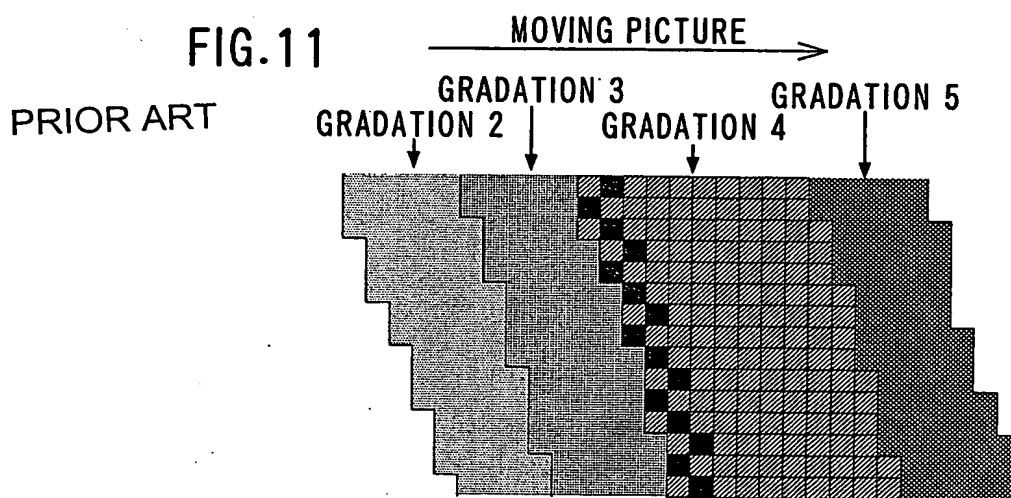 FIG.11
MOVING PICTURE
PRIOR ART
GRADATION 2
GRADATION 3
GRADATION 4
GRADATION 5